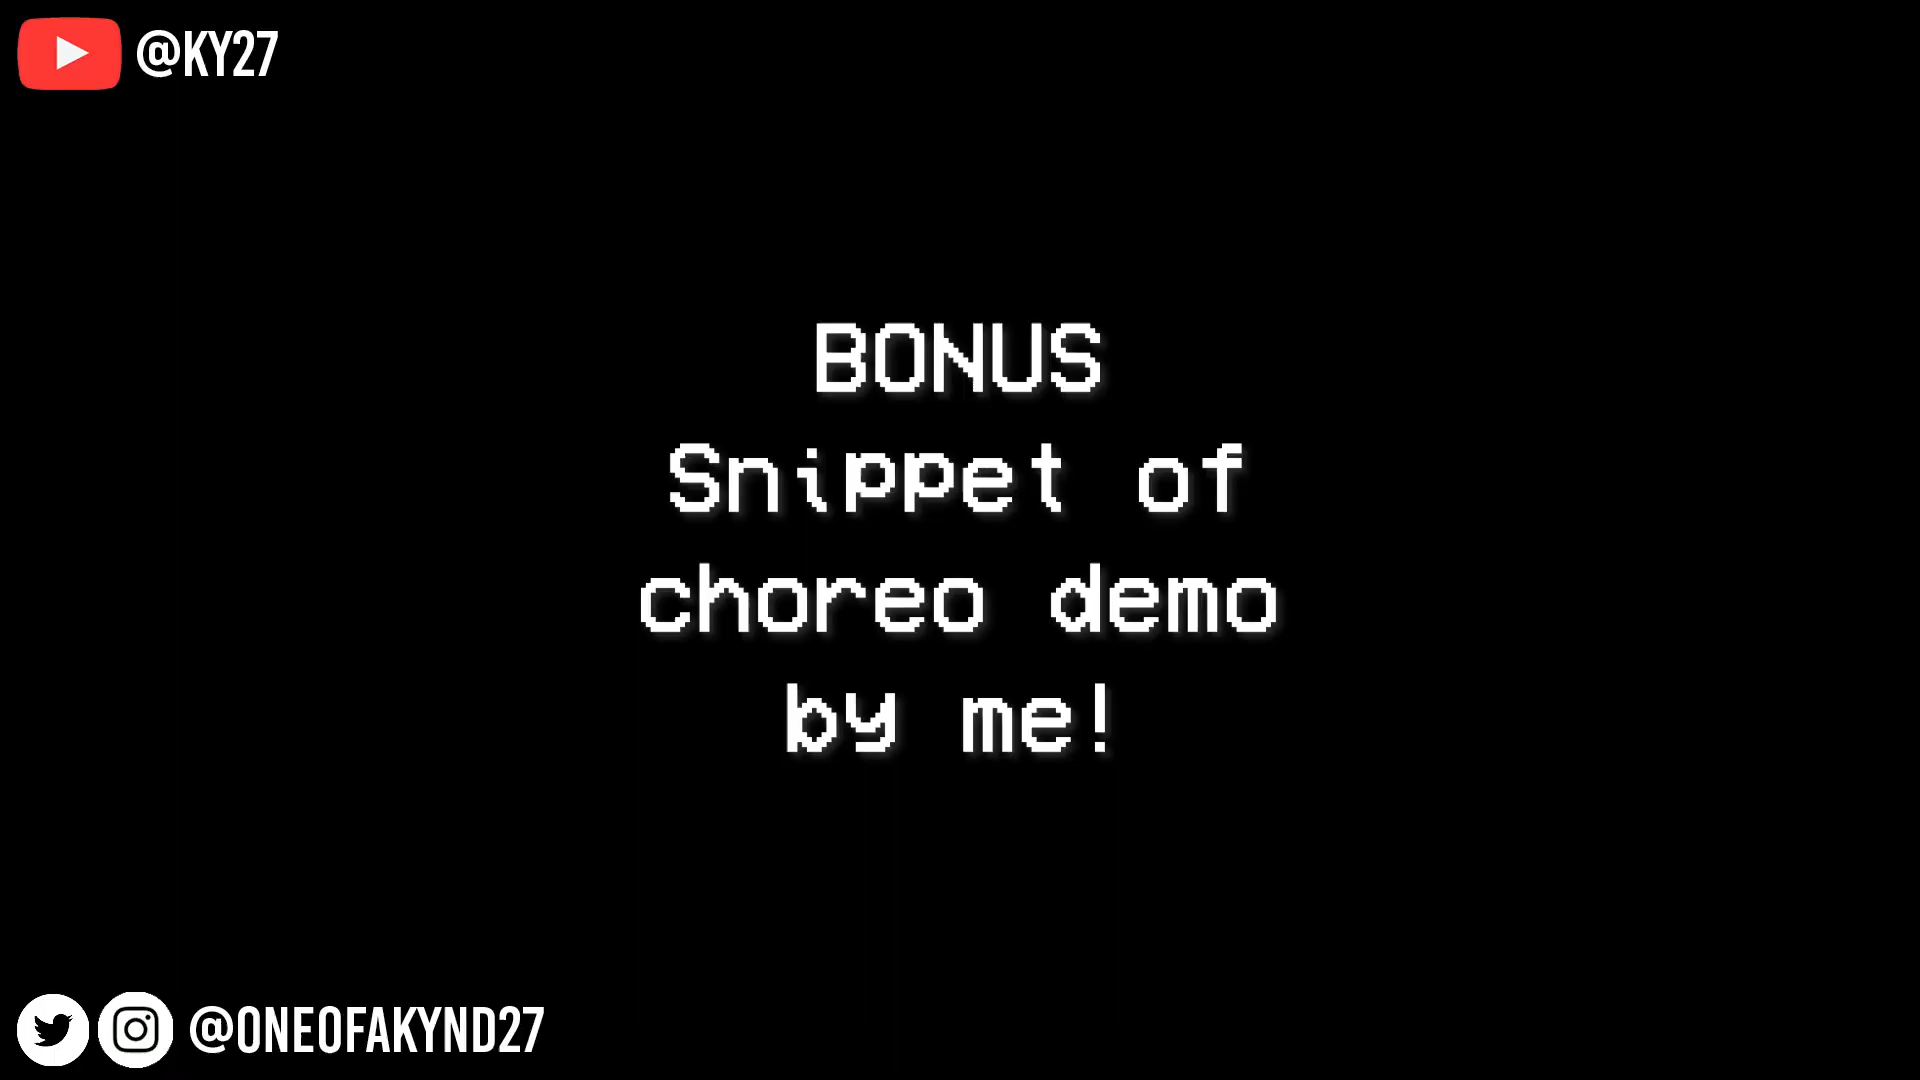 @KY27
BONUS
Snippet of
choreo demo
by me!
@ONEOFAKYND27